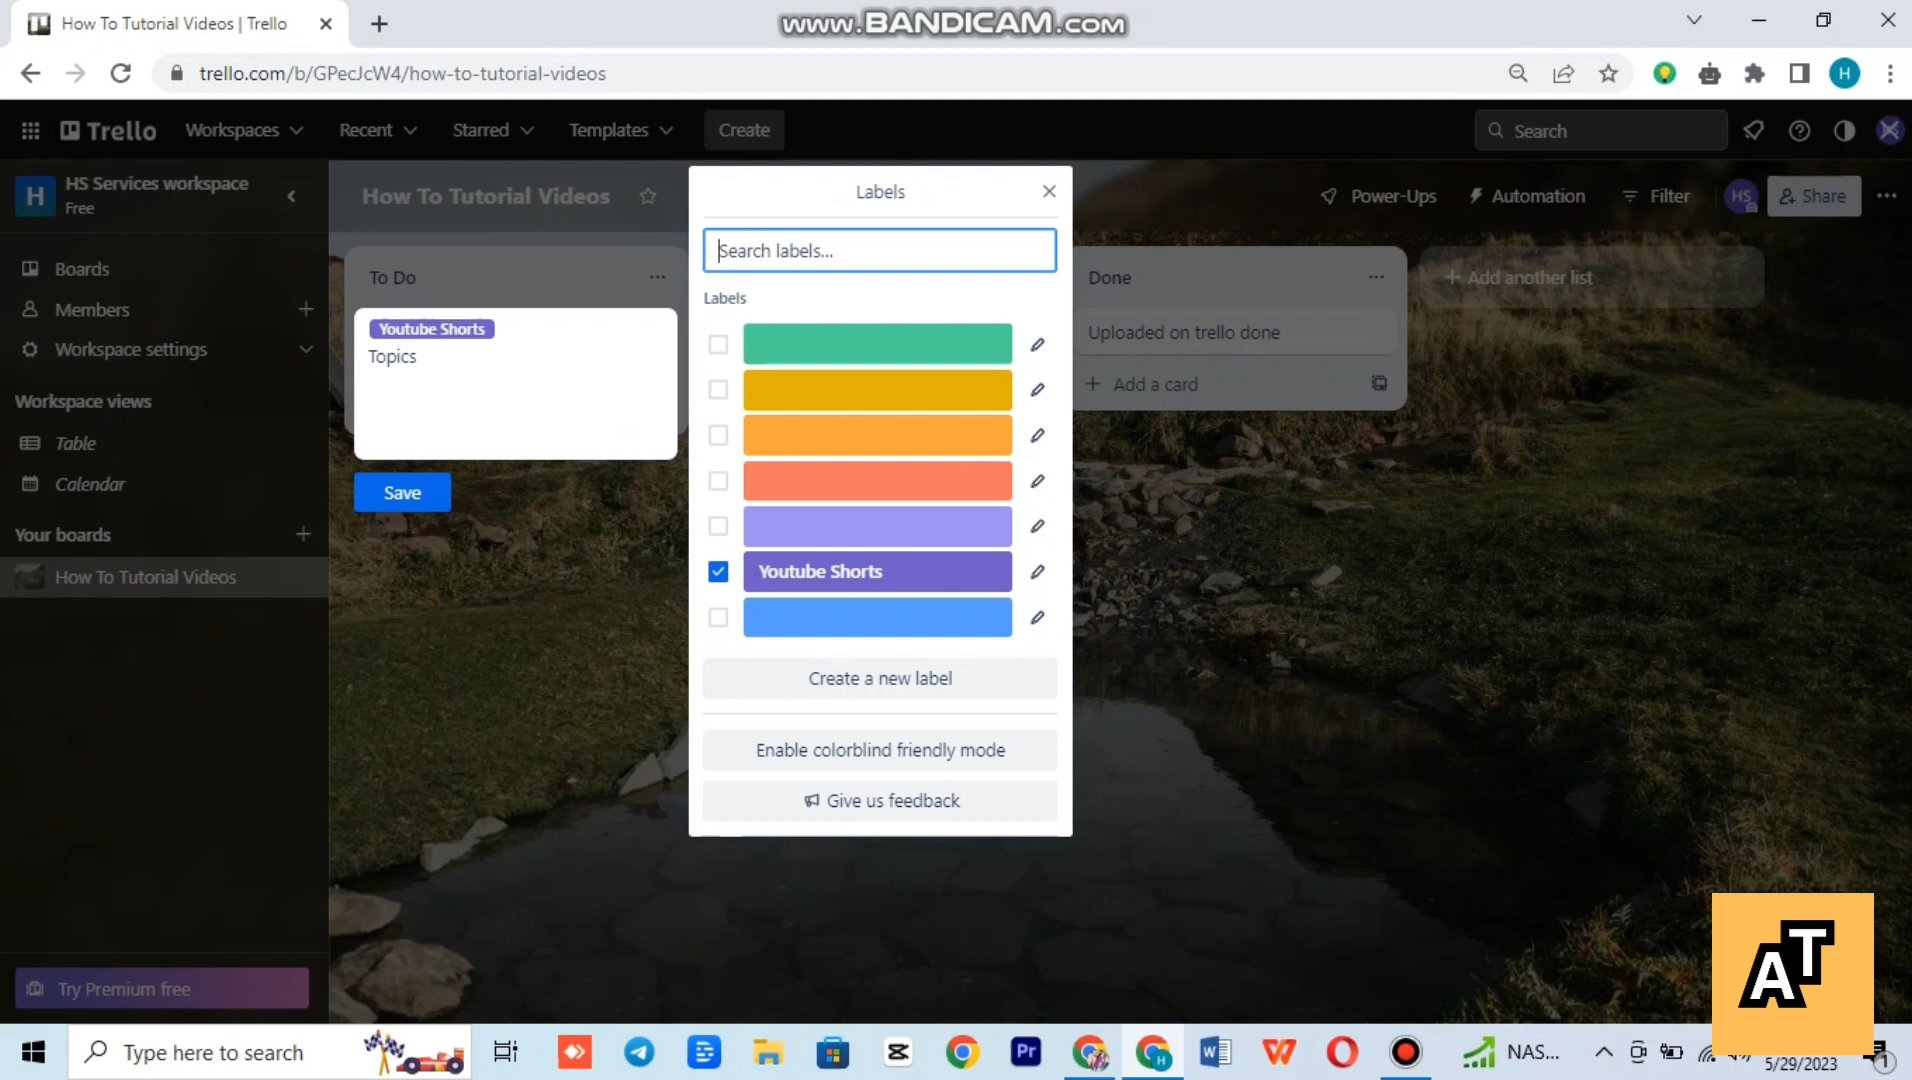 How To Tutorial Videos | Trello
www.BANDICAM.com
trello.com/b/GPecJcW4/how-to-tutorial-videos
H
Trello
Workspaces
Recent
Starred
Templates
Create
Search
H
HS Services workspace
Free
How To Tutorial Videos
Power-Ups
Automation
Filter
HS
Share
Boards
Members
Workspace settings
Workspace views
Table
Calendar
Your boards
How To Tutorial Videos
Try Premium free
To Do
Youtube Shorts
Topics
Save
Labels
Search labels...
Labels
Youtube Shorts
Create a new label
Enable colorblind friendly mode
Give us feedback
Done
Uploaded on trello done
Add a card
Add another list
AT
Type here to search
Pr
H
W
NAS...
5/29/2023
1